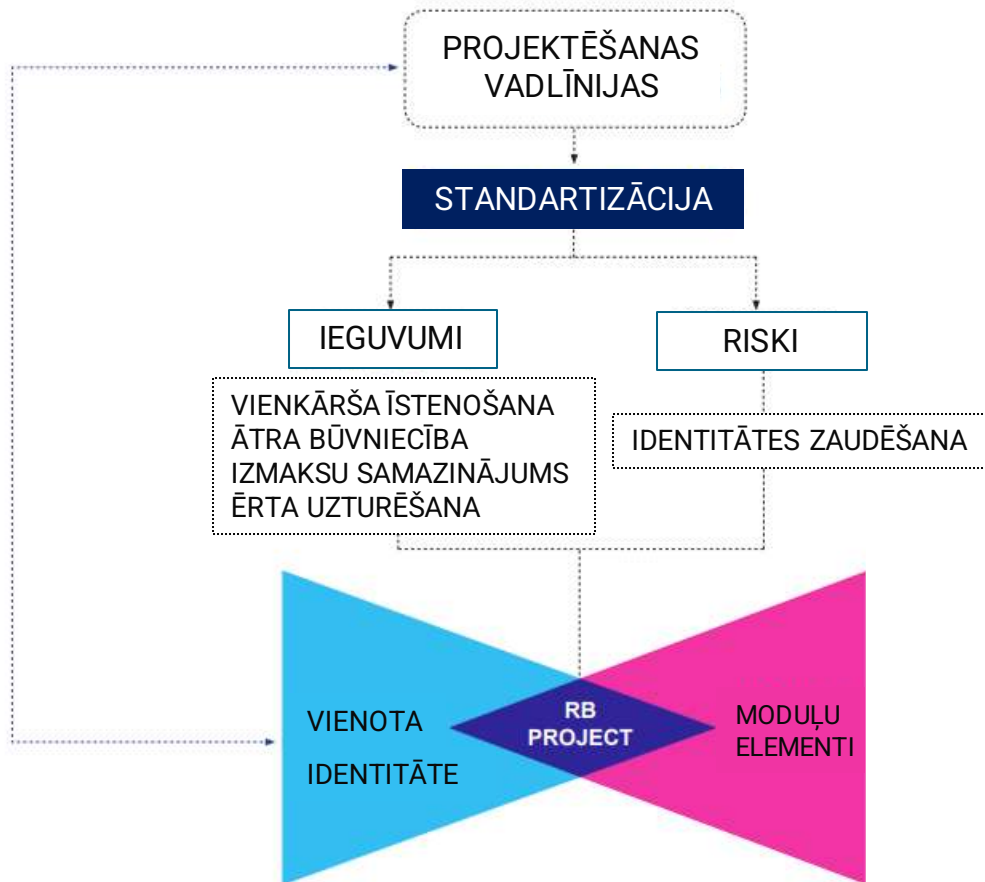 PROJEKTĒŠANAS
VADLĪNIJAS
STANDARTIZĀCIJA
IEGUVUMI
RISKI
VIENKĀRŠA ĪSTENOŠANA
ĀTRA BŪVNIECĪBA
IZMAKSU SAMAZINĀJUMS
ĒRTA UZTURĒŠANA
IDENTITĀTES ZAUDĒŠANA
VIENOTA
IDENTITĀTE
RB
PROJECT
MODUĻU
ELEMENTI